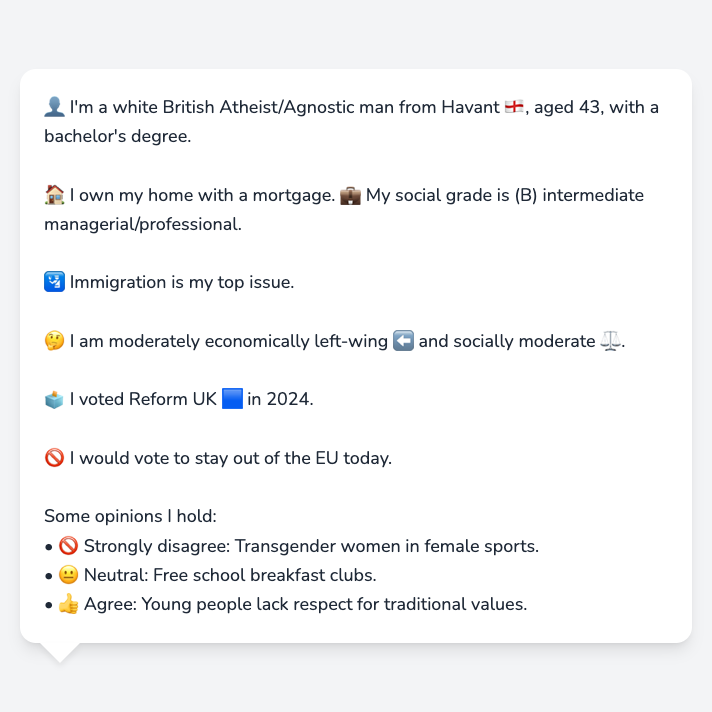 👤 I'm a white British Atheist/Agnostic man from Havant 🏴󠁧󠁢󠁥󠁮󠁧󠁿, aged 43, with a
bachelor's degree.
🏠 I own my home with a mortgage. 💼 My social grade is (B) intermediate
managerial/professional.
🛂 Immigration is my top issue.
🤔 I am moderately economically left-wing ⬅️ and socially moderate ⚖️.
🗳️ I voted Reform UK 🟦 in 2024.
🚫 I would vote to stay out of the EU today.
Some opinions I hold:
• 🚫 Strongly disagree: Transgender women in female sports.
• 😐 Neutral: Free school breakfast clubs.
• 👍 Agree: Young people lack respect for traditional values.